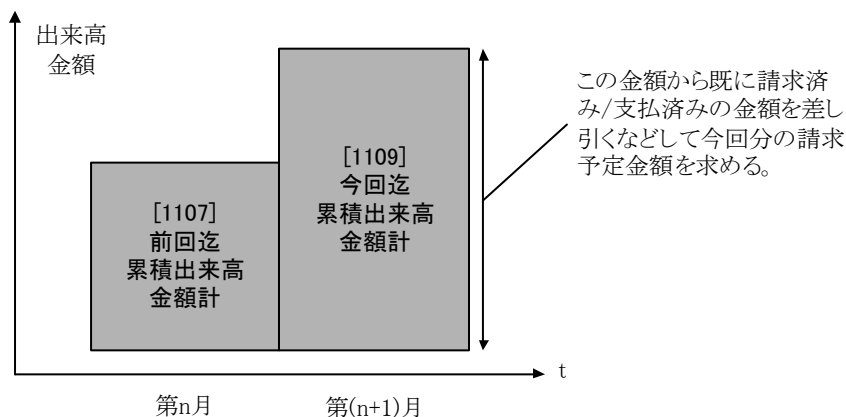 出来高
金額
この金額から既に請求済
み/支払済みの金額を差し
引くなどして今回分の請求
予定金額を求める。
[1107]
前回迄
累積出来高
金額計
[1109]
今回迄
累積出来高
金額計
t
第n月
第(n+1)月